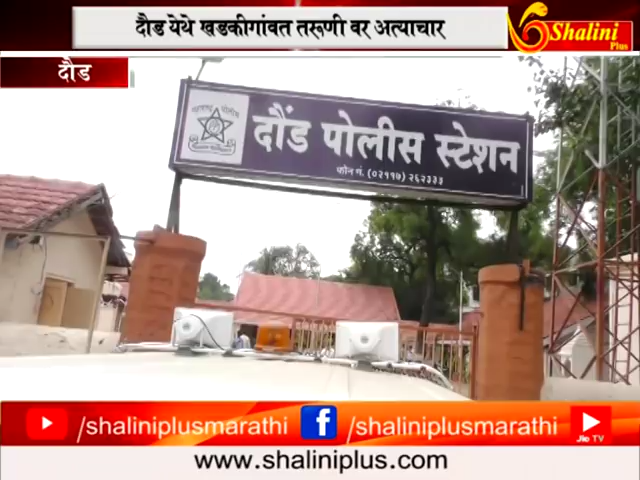 दौड येथे खडकीगांवत तरूणी वर अत्याचार
Shalini
Plus
दौड
दौंड पोलीस स्टेशन
फोन नं. (०२११७) २६२३३३
/shaliniplusmarathi
/shaliniplusmarathi
Jio TV
www.shaliniplus.com